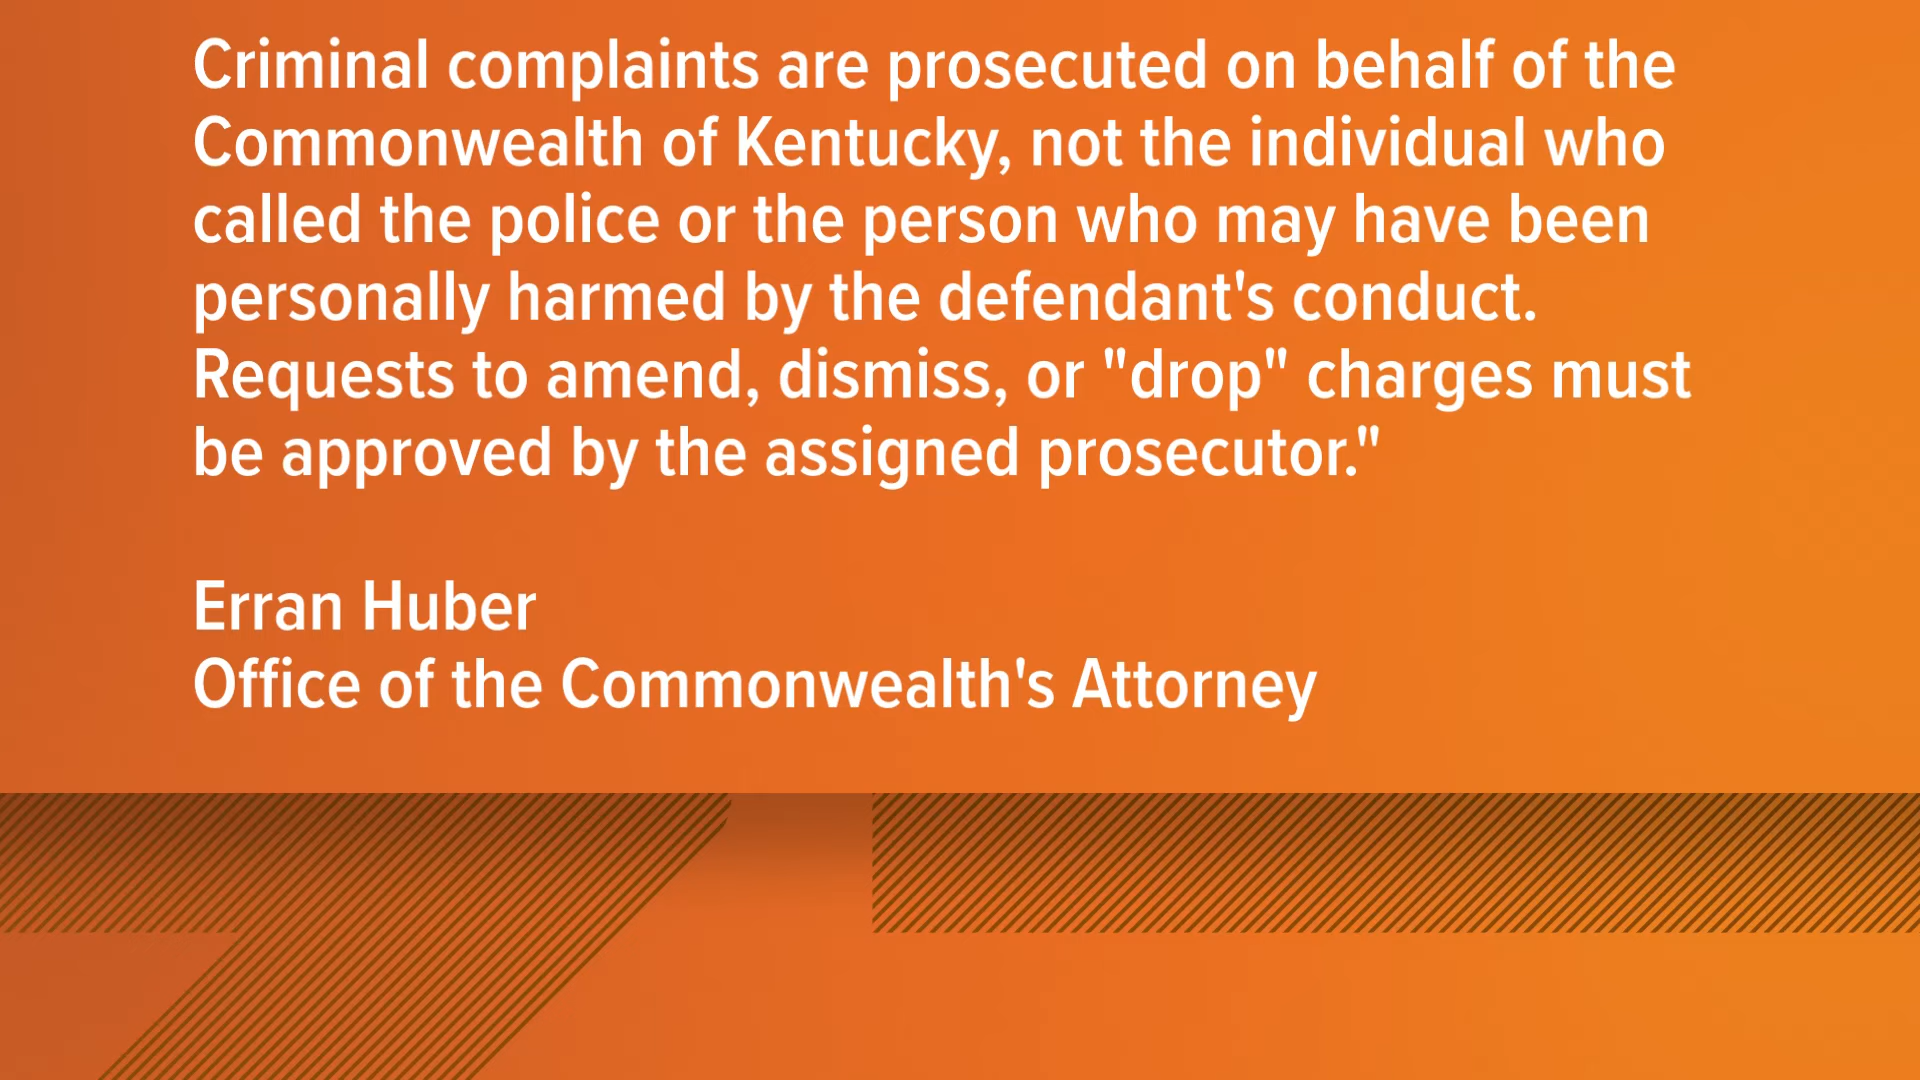 Criminal complaints are prosecuted on behalf of the
Commonwealth of Kentucky, not the individual who
called the police or the person who may have been
personally harmed by the defendant's conduct.
Requests to amend, dismiss, or "drop" charges must
be approved by the assigned prosecutor."
Erran Huber
Office of the Commonwealth's Attorney